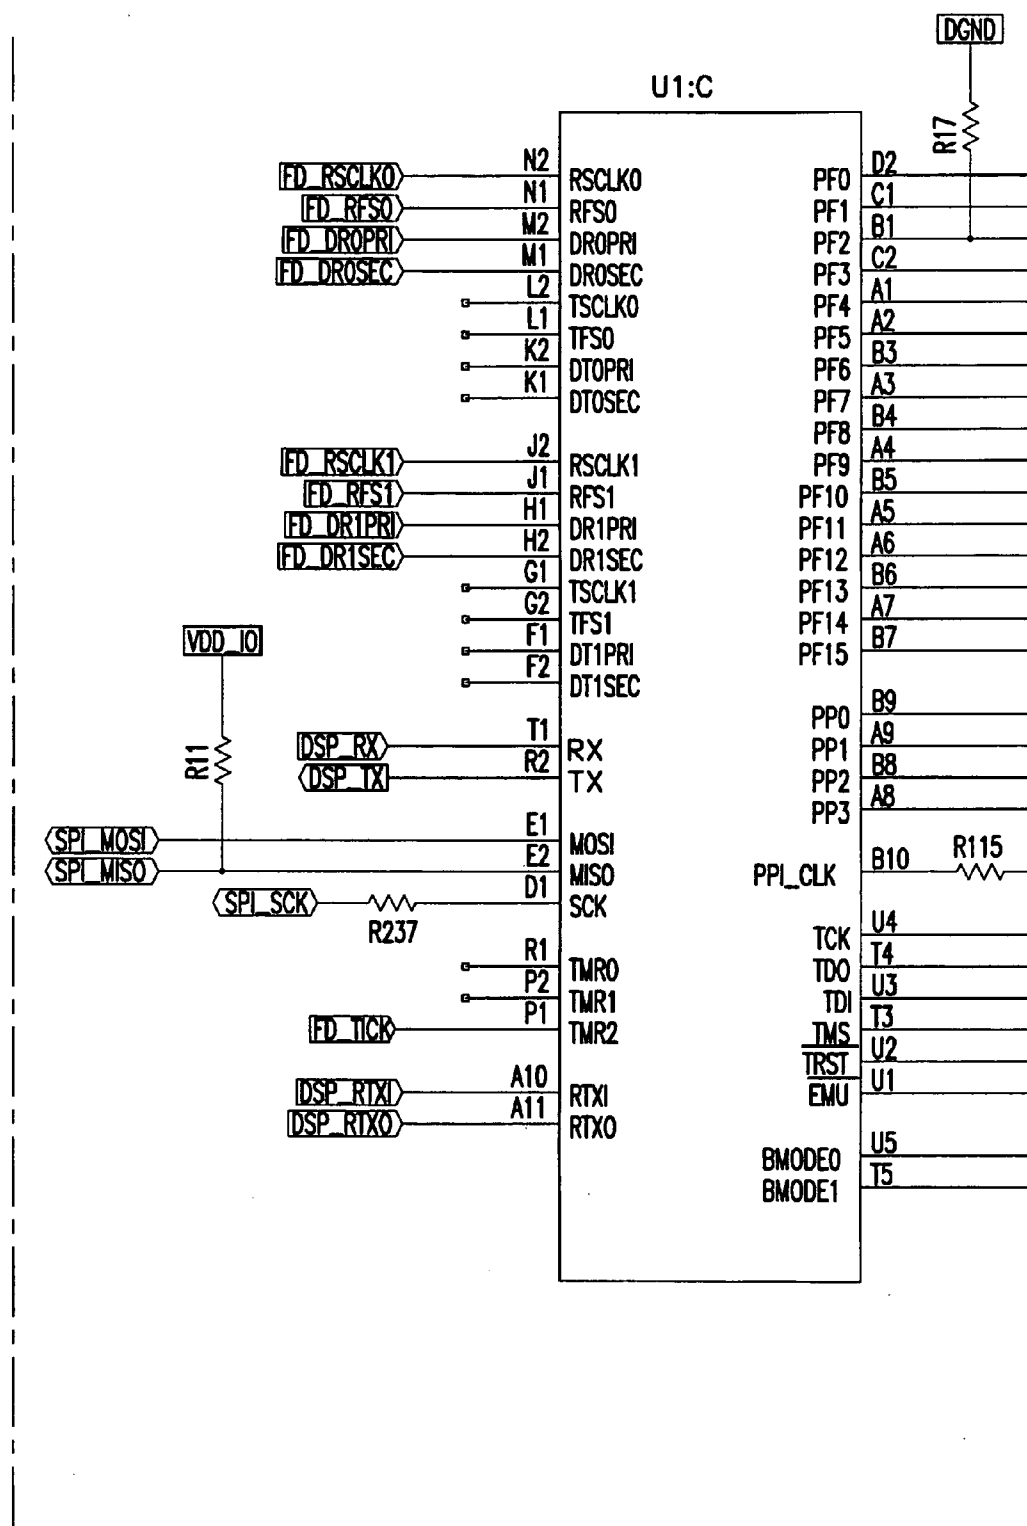 DGND
U1:C
R17
FD_RSCLK0 N2 RSCLK0 PF0 D2
FD_RFS0 N1 RFS0 PF1 C1
FD_DR0PRI M2 DR0PRI PF2 B1
FD_DR0SEC M1 DR0SEC PF3 C2
L2 TSCLK0 PF4 A1
L1 TFS0 PF5 A2
K2 DT0PRI PF6 B3
K1 DT0SEC PF7 A3
PF8 B4
FD_RSCLK1 J2 RSCLK1 PF9 A4
FD_RFS1 J1 RFS1 PF10 B5
FD_DR1PRI H1 DR1PRI PF11 A5
FD_DR1SEC H2 DR1SEC PF12 A6
G1 TSCLK1 PF13 B6
G2 TFS1 PF14 A7
VDD_IO F1 DT1PRI PF15 B7
F2 DT1SEC
PP0 B9
DSP_RX T1 RX PP1 A9
R11
DSP_TX R2 TX PP2 B8
PP3 A8
SPI_MOSI E1 MOSI
SPI_MISO E2 MISO PPI_CLK B10 R115
SPI_SCK R237 D1 SCK
TCK U4
R1 TMR0 TDO T4
P2 TMR1 TDI U3
FD_TICK P1 TMR2 TMS T3
TRST U2
DSP_RTXI A10 RTXI EMU U1
DSP_RTXO A11 RTXO
BMODE0 U5
BMODE1 T5